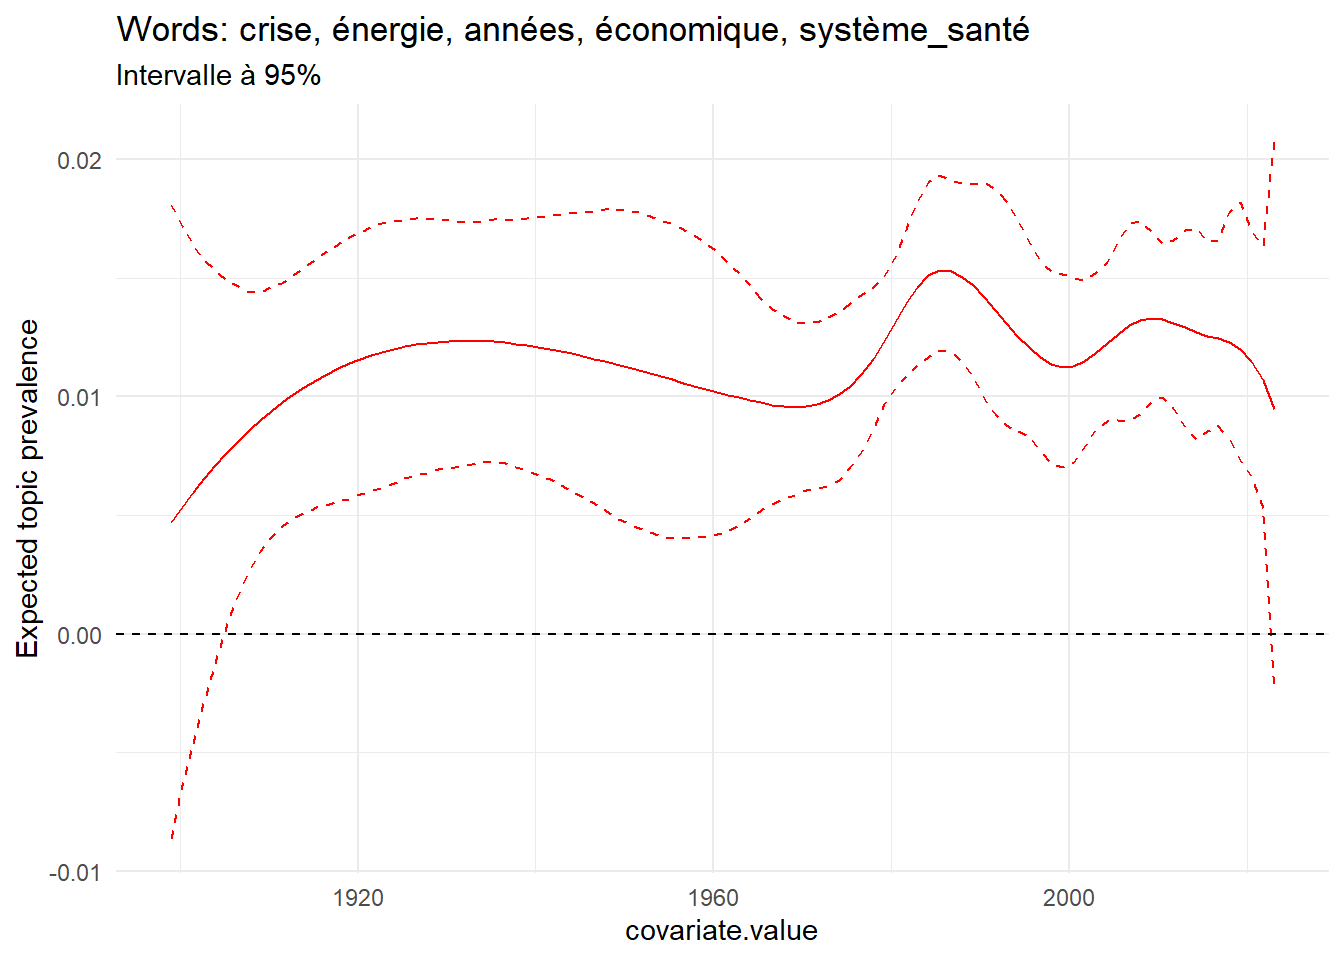 Words: crise, énergie, années, économique, système_santé
Intervalle à 95%
Expected topic prevalence
0.02
0.01
0.00
-0.01
1920
1960
2000
covariate.value